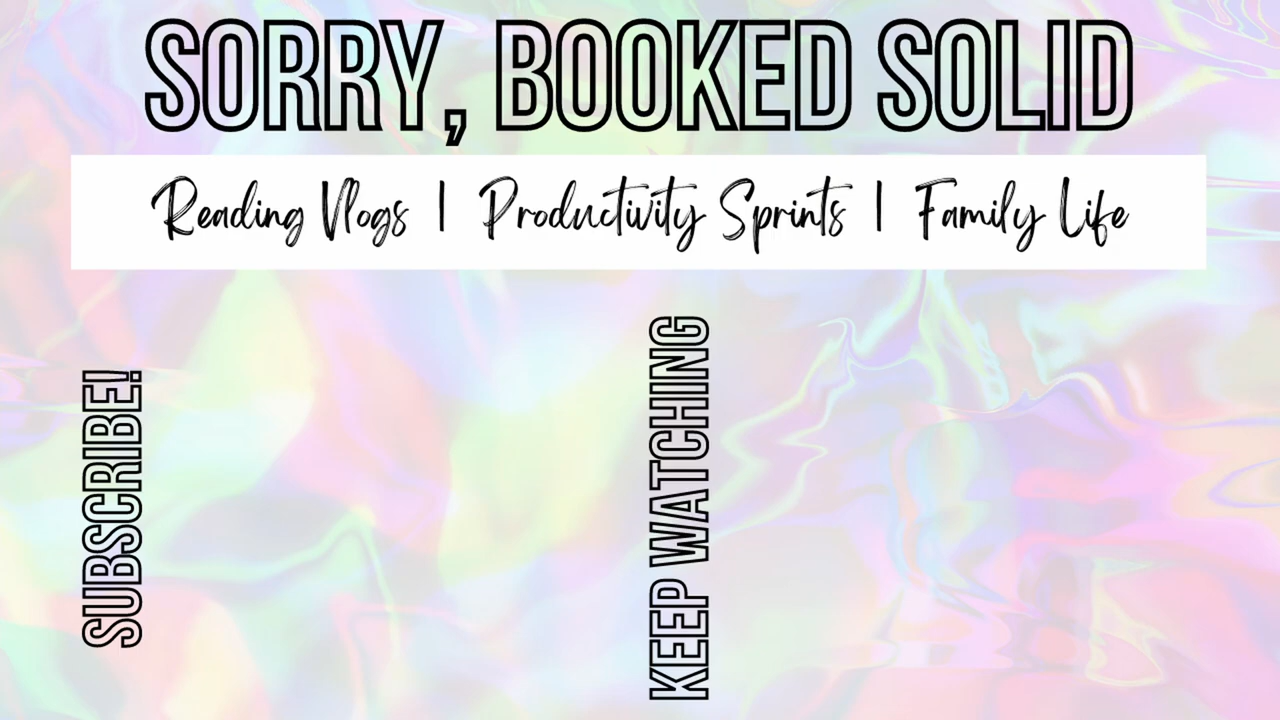 SORRY, BOOKED SOLID
Reading Vlogs | Productivity Sprints | Family Life
SUBSCRIBE!
KEEP WATCHING